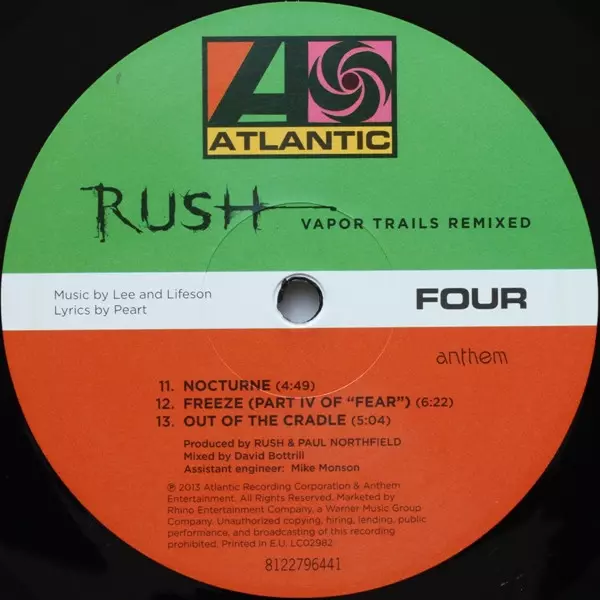 ATLANTIC
RUSH
VAPOR TRAILS REMIXED
Music by Lee and Lifeson
Lyrics by Peart
FOUR
anthem
11. NOCTURNE (4:49)
12. FREEZE (PART IV OF “FEAR”) (6:22)
13. OUT OF THE CRADLE (5:04)
Produced by RUSH & PAUL NORTHFIELD
Mixed by David Bottrill
Assistant engineer: Mike Monson
℗ 2013 Atlantic Recording Corporation & Anthem
Entertainment. All Rights Reserved. Marketed by
Rhino Entertainment Company, a Warner Music Group
Company. Unauthorized copying, hiring, lending, public
performance, and broadcasting of this recording
prohibited. Printed in E.U. LC02982
8122796441